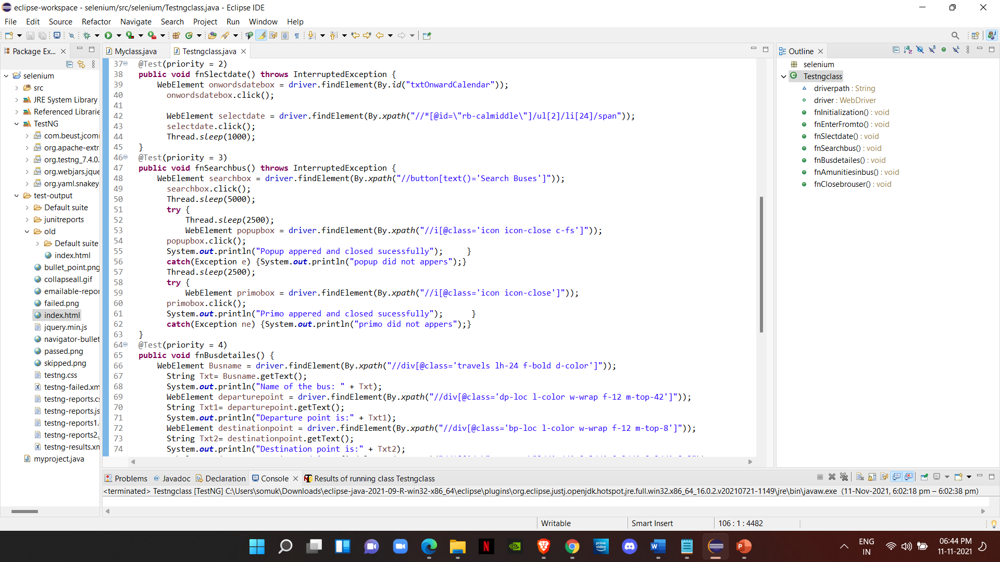 eclipse-workspace - selenium/src/selenium/Testngclass.java - Eclipse IDE
File Edit Source Refactor Navigate Search Project Run Window Help
Package Ex...
selenium
src
JRE System Library
Referenced Librarie
TestNG
com.beust.jcomr
org.apache-extr
org.testng_7.4.0.
org.webjars.jque
org.yaml.snakey
test-output
Default suite
junitreports
old
Default suite
index.html
bullet_point.png
collapseall.gif
emailable-repor
failed.png
index.html
jquery.min.js
navigator-bullet
passed.png
skipped.png
testng.css
testng-failed.xm
testng-reports.cs
testng-reports.js
testng-reports1.
testng-reports2.
testng-results.xn
myproject.java
Myclass.java Testngclass.java
37 @Test(priority = 2)
38 public void fnSlectdate() throws InterruptedException {
39 WebElement onwordsdatebox = driver.findElement(By.id("txtOnwardCalendar"));
40 onwordsdatebox.click();
41
42 WebElement selectdate = driver.findElement(By.xpath("//*[@id=\"rb-calmiddle\"]/ul[2]/li[24]/span"));
43 selectdate.click();
44 Thread.sleep(1000);
45 }
46 @Test(priority = 3)
47 public void fnSearchbus() throws InterruptedException {
48 WebElement searchbox = driver.findElement(By.xpath("//button[text()='Search Buses']"));
49 searchbox.click();
50 Thread.sleep(5000);
51 try {
52 Thread.sleep(2500);
53 WebElement popupbox = driver.findElement(By.xpath("//i[@class='icon icon-close c-fs']"));
54 popupbox.click();
55 System.out.println("Popup appered and closed sucessfully"); }
56 catch(Exception e) {System.out.println("popup did not appers");}
57 Thread.sleep(2500);
58 try {
59 WebElement primobox = driver.findElement(By.xpath("//i[@class='icon icon-close']"));
60 primobox.click();
61 System.out.println("Primo appered and closed sucessfully"); }
62 catch(Exception ne) {System.out.println("primo did not appers");}
63 }
64 @Test(priority = 4)
65 public void fnBusdetailes() {
66 WebElement Busname = driver.findElement(By.xpath("//div[@class='travels lh-24 f-bold d-color']"));
67 String Txt= Busname.getText();
68 System.out.println("Name of the bus: " + Txt);
69 WebElement departurepoint = driver.findElement(By.xpath("//div[@class='dp-loc l-color w-wrap f-12 m-top-42']"));
70 String Txt1= departurepoint.getText();
71 System.out.println("Departure point is:" + Txt1);
72 WebElement destinationpoint = driver.findElement(By.xpath("//div[@class='bp-loc l-color w-wrap f-12 m-top-8']"));
73 String Txt2= destinationpoint.getText();
74 System.out.println("Destination point is:" + Txt2);
Outline
selenium
Testngclass
driverpath : String
driver : WebDriver
fnInitialization() : void
fnEnterFromto() : void
fnSlectdate() : void
fnSearchbus() : void
fnBusdetailes() : void
fnAmunitiesinbus() : void
fnClosebrouser() : void
Problems Javadoc Declaration Console Results of running class Testngclass
<terminated> Testngclass [TestNG] C:\Users\somuk\Downloads\eclipse-java-2021-09-R-win32-x86_64\eclipse\plugins\org.eclipse.justj.openjdk.hotspot.jre.full.win32.x86_64_16.0.2.v20210721-1149\jre\bin\javaw.exe (11-Nov-2021, 6:02:18 pm – 6:02:38 pm)
Writable Smart Insert 106 : 1 : 4482
prime video
ENG
IN
06:44 PM
11-11-2021